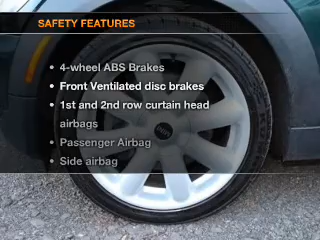 SAFETY FEATURES
• 4-wheel ABS Brakes
• Front Ventilated disc brakes
• 1st and 2nd row curtain head
airbags
• Passenger Airbag
• Side airbag